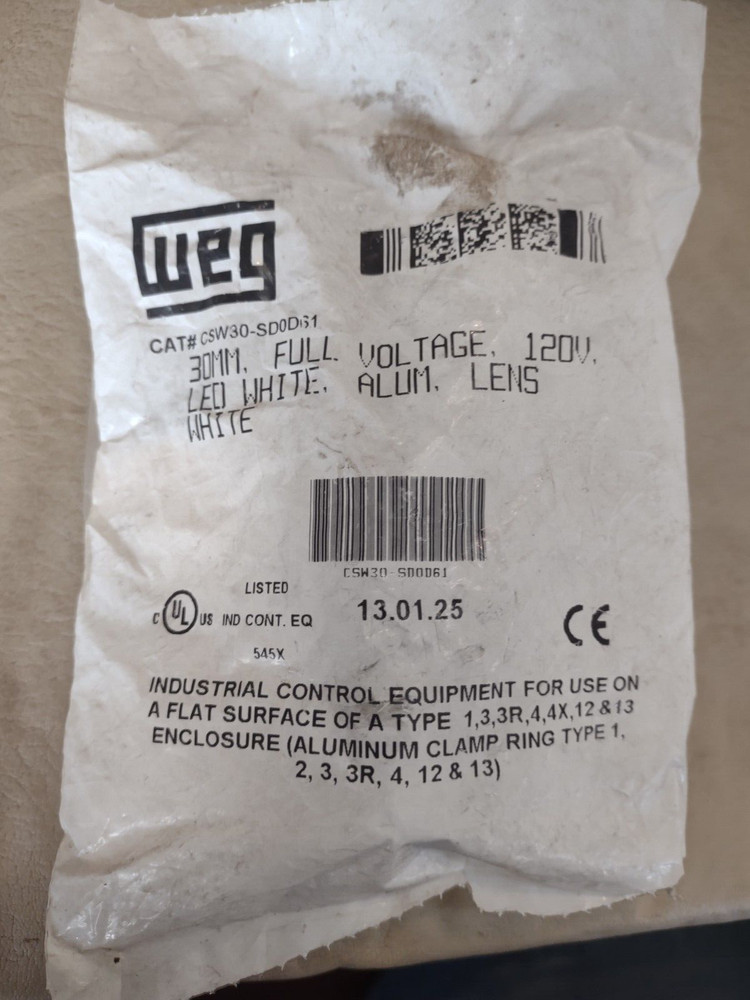 weg
CAT# CSW30-SD0D61
30MM, FULL VOLTAGE, 120V,
LED WHITE, ALUM, LENS
WHITE
CSW30-SD0D61
LISTED
C UL US IND CONT. EQ
545X
13.01.25
CE
INDUSTRIAL CONTROL EQUIPMENT FOR USE ON
A FLAT SURFACE OF A TYPE 1,3,3R,4,4X,12 &13
ENCLOSURE (ALUMINUM CLAMP RING TYPE 1,
2, 3, 3R, 4, 12 & 13)